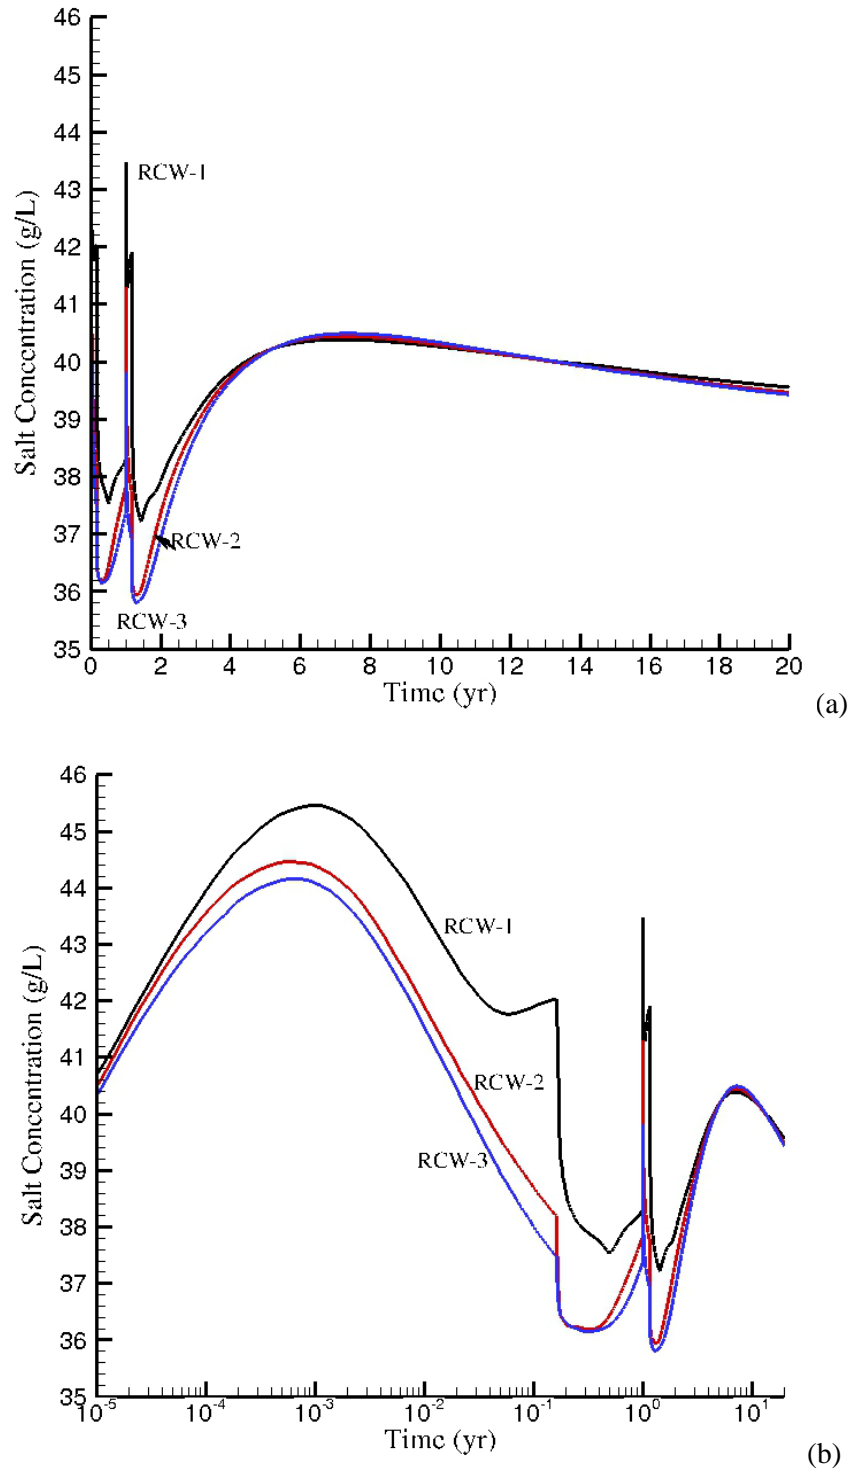 46
45
44
43
42
41
40
39
38
37
36
35
Salt Concentration (g/L)
RCW-1
RCW-2
RCW-3
0 2 4 6 8 10 12 14 16 18 20
Time (yr)
(a)
46
45
44
43
42
41
40
39
38
37
36
35
Salt Concentration (g/L)
RCW-1
RCW-2
RCW-3
10⁻⁵ 10⁻⁴ 10⁻³ 10⁻² 10⁻¹ 10⁰ 10¹
Time (yr)
(b)